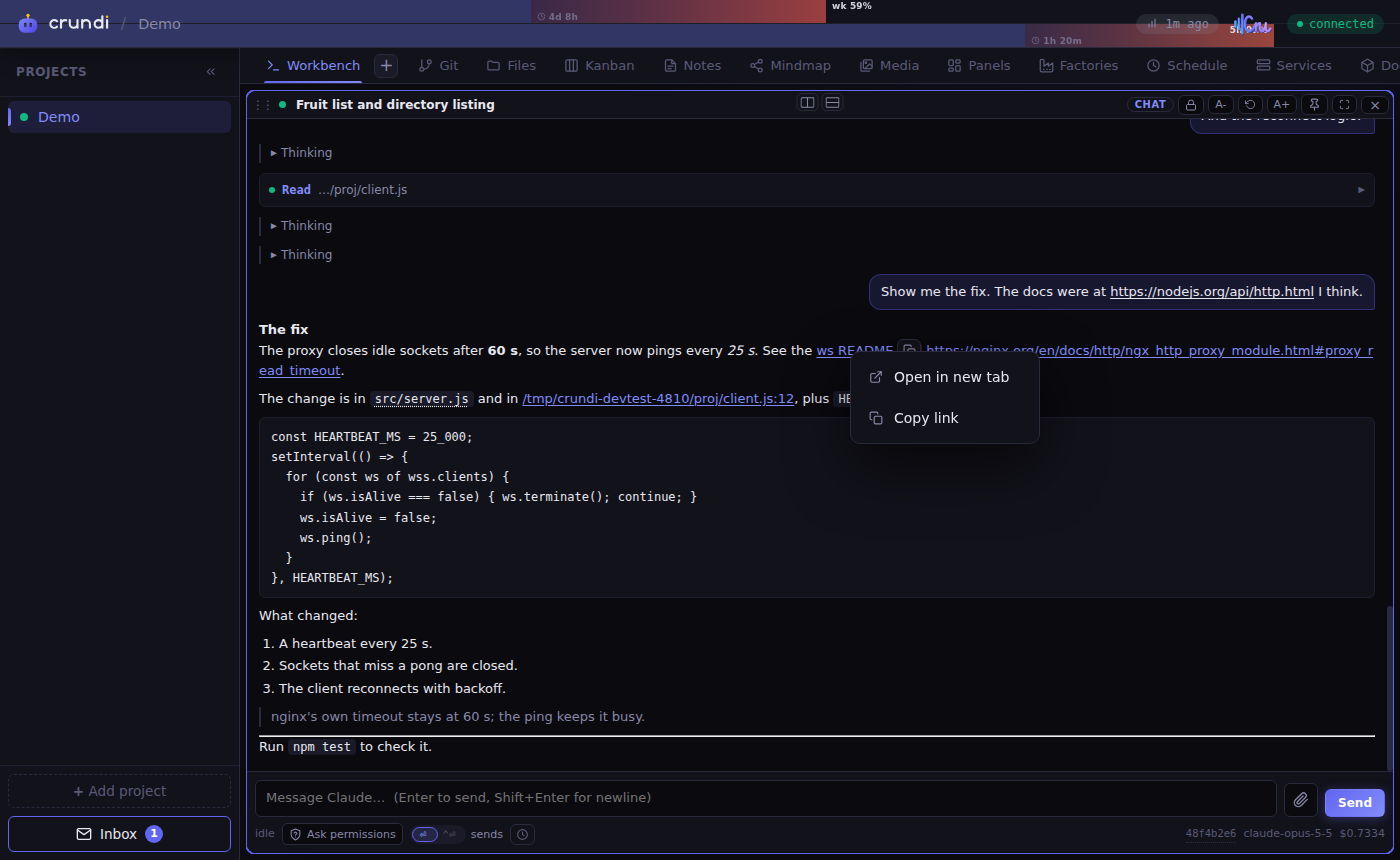 crundi / Demo
4d 8h
wk 59%
1h 20m
1m ago
connected
PROJECTS
«
Demo
+ Add project
Inbox 1
Workbench
+
Git
Files
Kanban
Notes
Mindmap
Media
Panels
Factories
Schedule
Services
Fruit list and directory listing
CHAT
A-
A+
▸ Thinking
Read …/proj/client.js
▸ Thinking
▸ Thinking
Show me the fix. The docs were at https://nodejs.org/api/http.html I think.
The fix
The proxy closes idle sockets after 60 s, so the server now pings every 25 s. See the ws README https://nginx.org/en/docs/http/ngx_http_proxy_module.html#proxy_r
ead_timeout.
The change is in src/server.js and in /tmp/crundi-devtest-4810/proj/client.js:12, plus
Open in new tab
Copy link
const HEARTBEAT_MS = 25_000;
setInterval(() => {
for (const ws of wss.clients) {
if (ws.isAlive === false) { ws.terminate(); continue; }
ws.isAlive = false;
ws.ping();
}
}, HEARTBEAT_MS);
What changed:
1. A heartbeat every 25 s.
2. Sockets that miss a pong are closed.
3. The client reconnects with backoff.
nginx's own timeout stays at 60 s; the ping keeps it busy.
Run npm test to check it.
Message Claude… (Enter to send, Shift+Enter for newline)
Send
idle
Ask permissions
sends
48f4b2e6 claude-opus-5-5 $0.7334